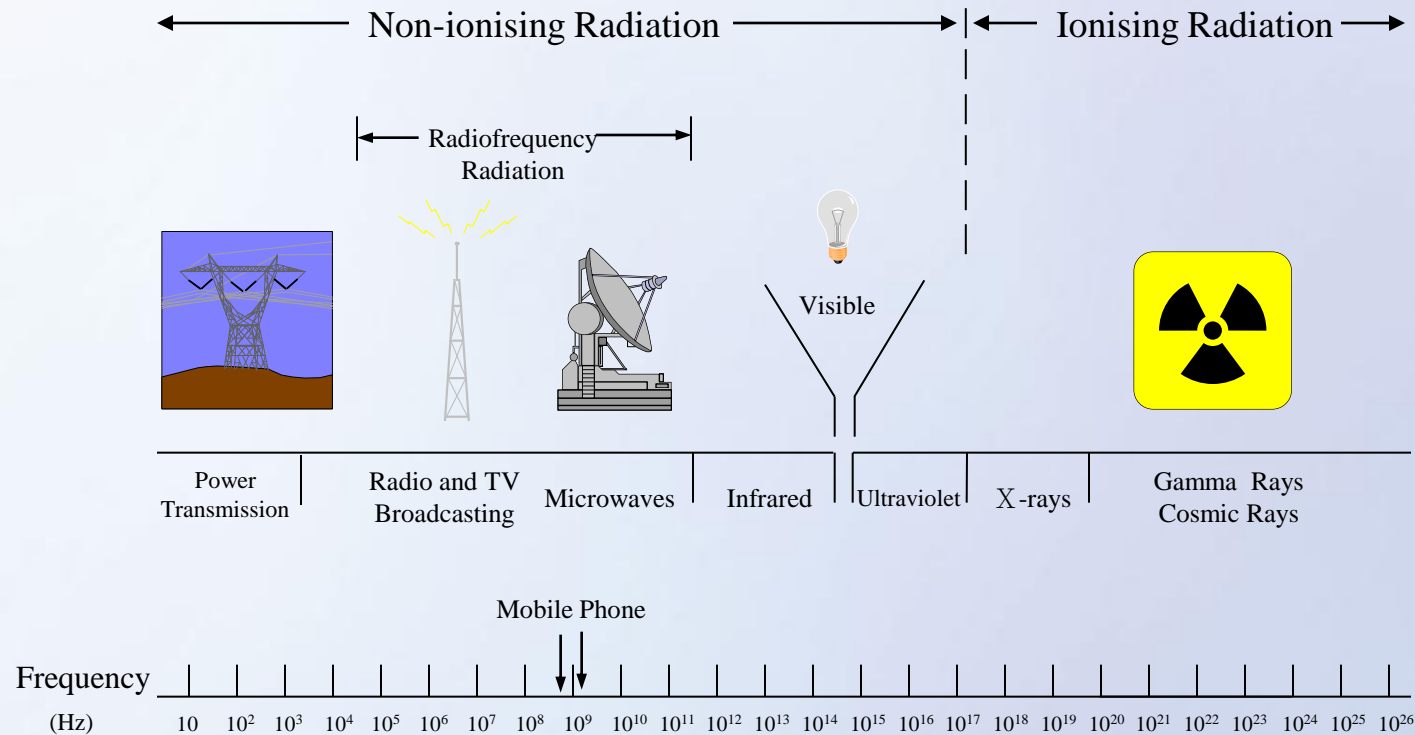 Non-ionising Radiation
Ionising Radiation
Radiofrequency
Radiation
Visible
Power
Transmission
Radio and TV
Broadcasting
Microwaves
Infrared
Ultraviolet
X-rays
Gamma Rays
Cosmic Rays
Mobile Phone
Frequency
(Hz)
10 10² 10³ 10⁴ 10⁵ 10⁶ 10⁷ 10⁸ 10⁹ 10¹⁰ 10¹¹ 10¹² 10¹³ 10¹⁴ 10¹⁵ 10¹⁶ 10¹⁷ 10¹⁸ 10¹⁹ 10²⁰ 10²¹ 10²² 10²³ 10²⁴ 10²⁵ 10²⁶